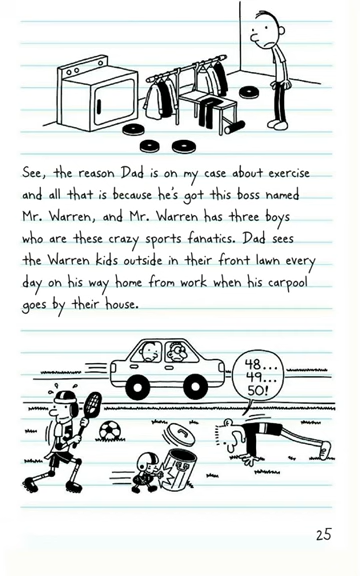 See, the reason Dad is on my case about exercise
and all that is because he's got this boss named
Mr. Warren, and Mr. Warren has three boys
who are these crazy sports fanatics. Dad sees
the Warren kids outside in their front lawn every
day on his way home from work when his carpool
goes by their house.
48...
49...
50!
25